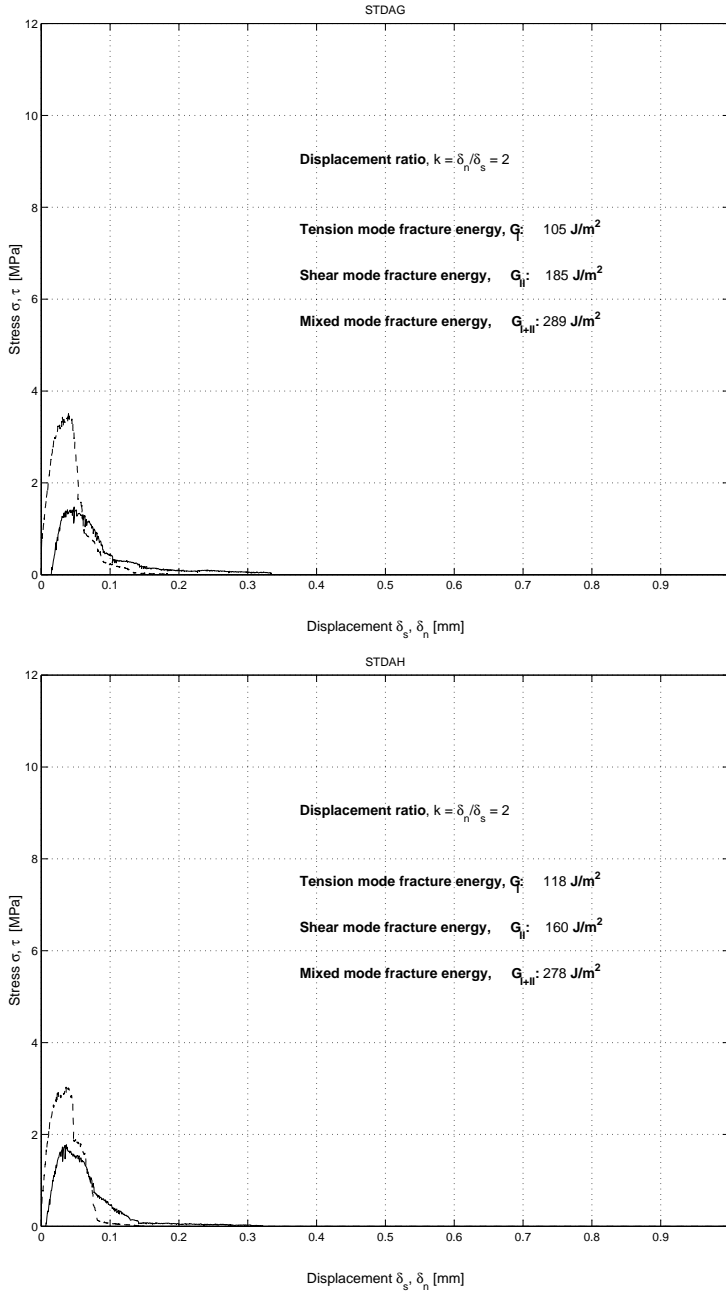 STDAG
12
10
8
6
4
2
0
Stress σ, τ [MPa]
Displacement ratio, k = δn/δs = 2
Tension mode fracture energy, GI: 105 J/m2
Shear mode fracture energy, GII: 185 J/m2
Mixed mode fracture energy, GI+II: 289 J/m2
0 0.1 0.2 0.3 0.4 0.5 0.6 0.7 0.8 0.9
Displacement δs, δn [mm]
STDAH
12
10
8
6
4
2
0
Stress σ, τ [MPa]
Displacement ratio, k = δn/δs = 2
Tension mode fracture energy, GI: 118 J/m2
Shear mode fracture energy, GII: 160 J/m2
Mixed mode fracture energy, GI+II: 278 J/m2
0 0.1 0.2 0.3 0.4 0.5 0.6 0.7 0.8 0.9
Displacement δs, δn [mm]